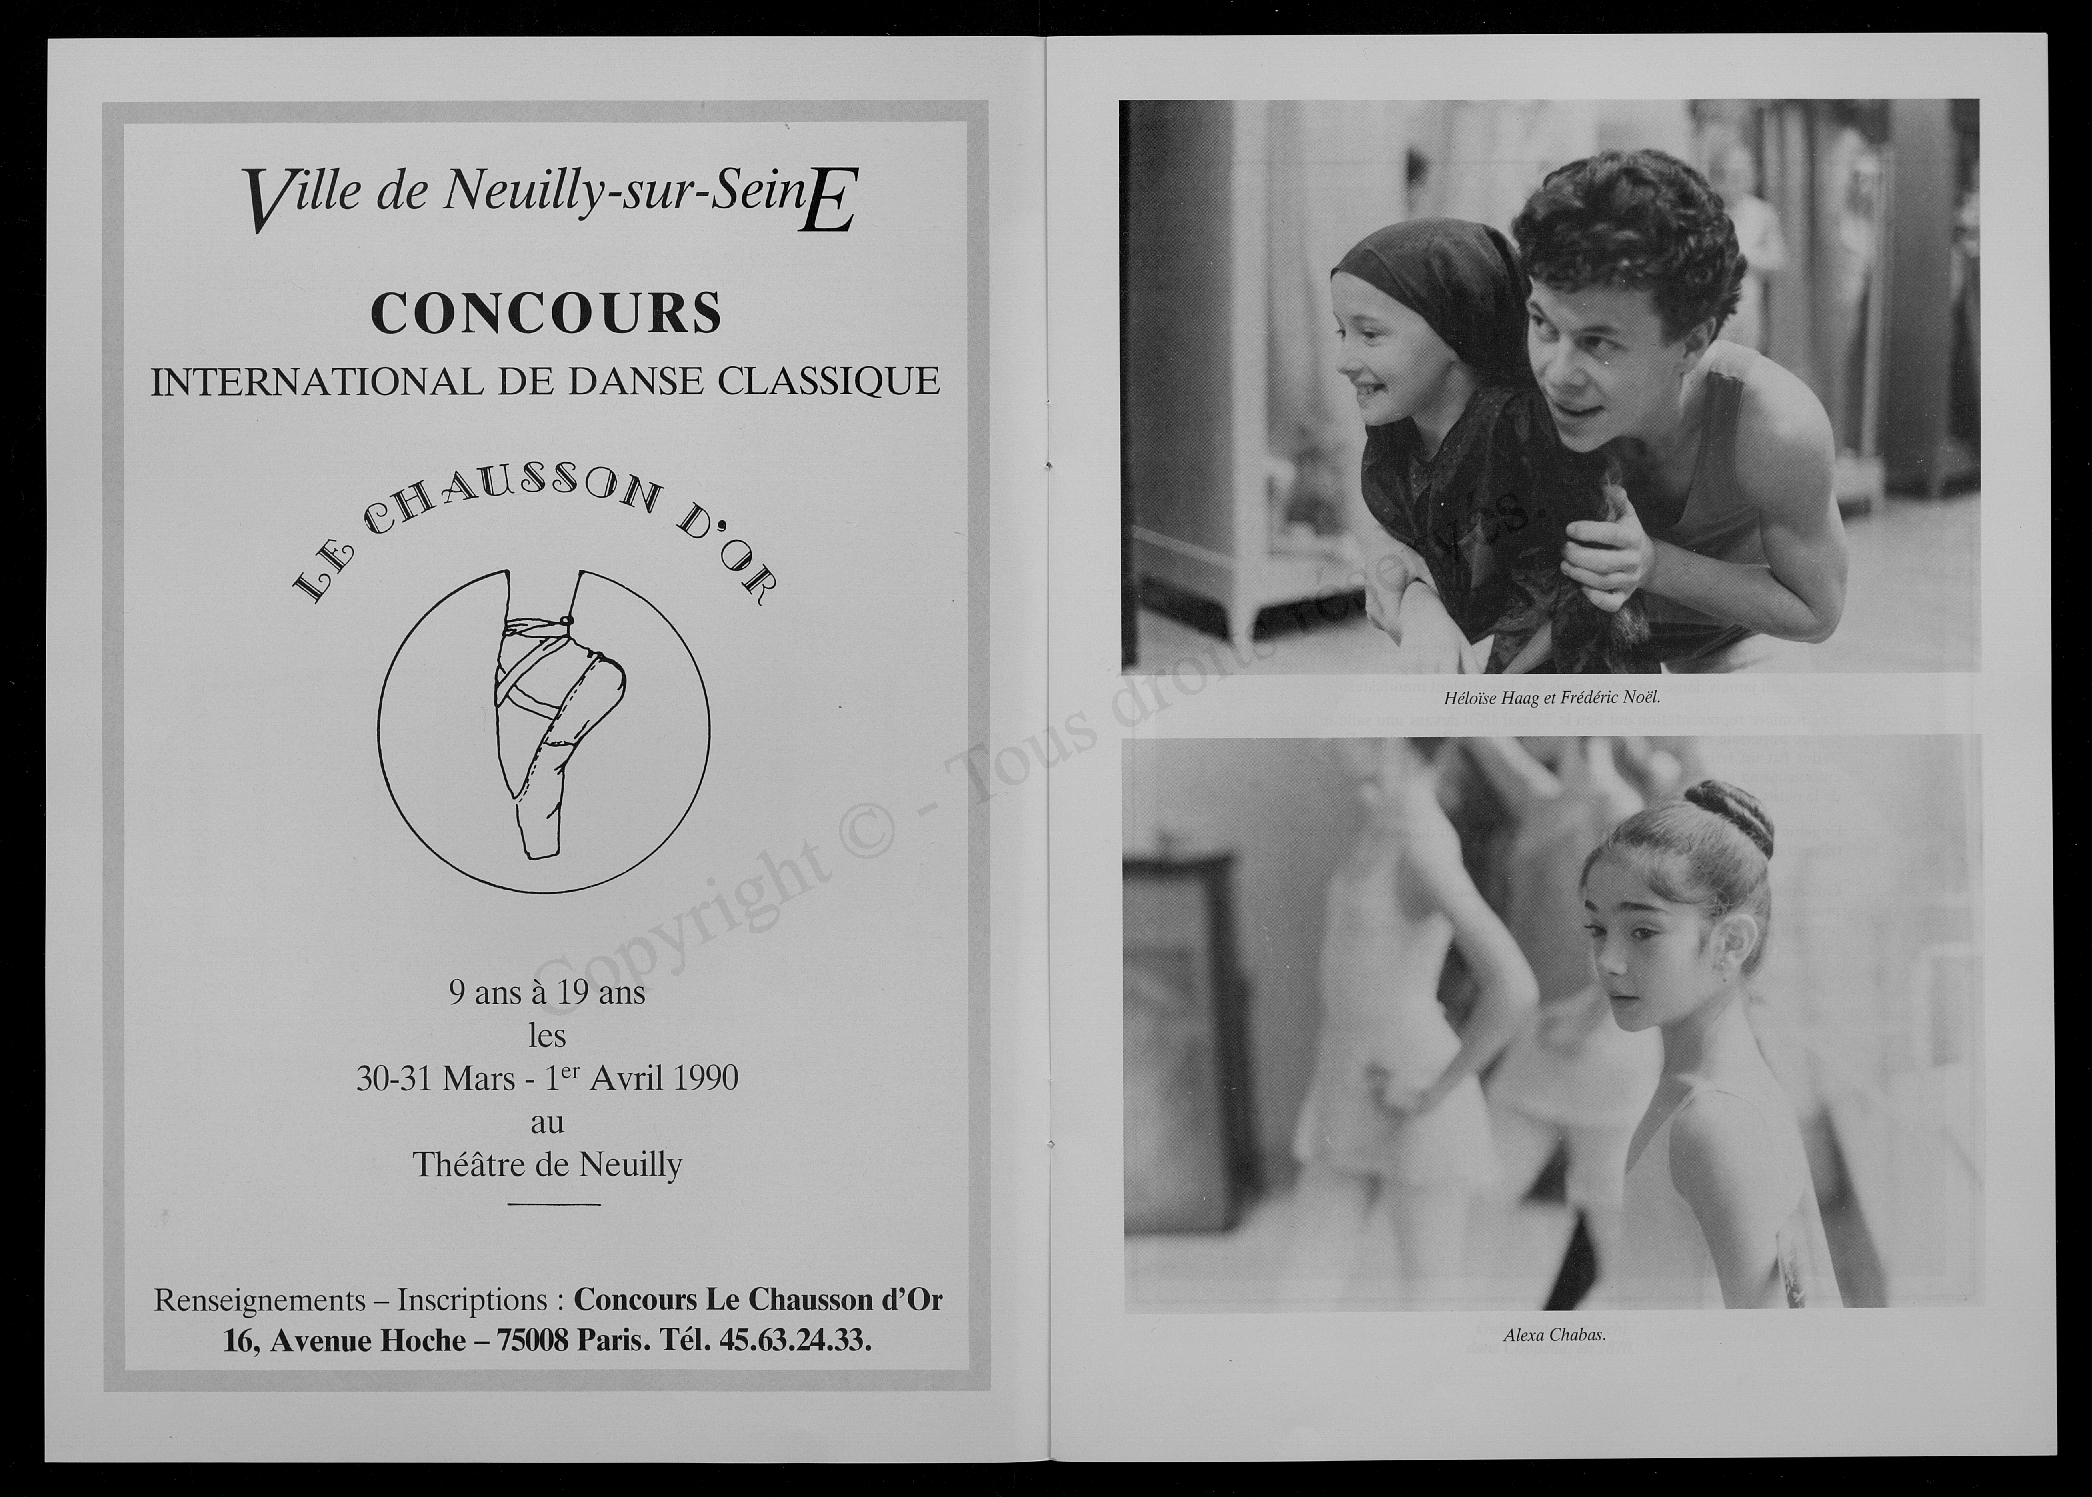 Ville de Neuilly-sur-SeinE
CONCOURS
INTERNATIONAL DE DANSE CLASSIQUE
LE CHAUSSON D'OR
9 ans à 19 ans
les
30-31 Mars - 1er Avril 1990
au
Théâtre de Neuilly
Renseignements – Inscriptions : Concours Le Chausson d'Or
16, Avenue Hoche – 75008 Paris. Tél. 45.63.24.33.
Héloïse Haag et Frédéric Noël.
Alexa Chabas.
Copyright © - Tous droits réservés.